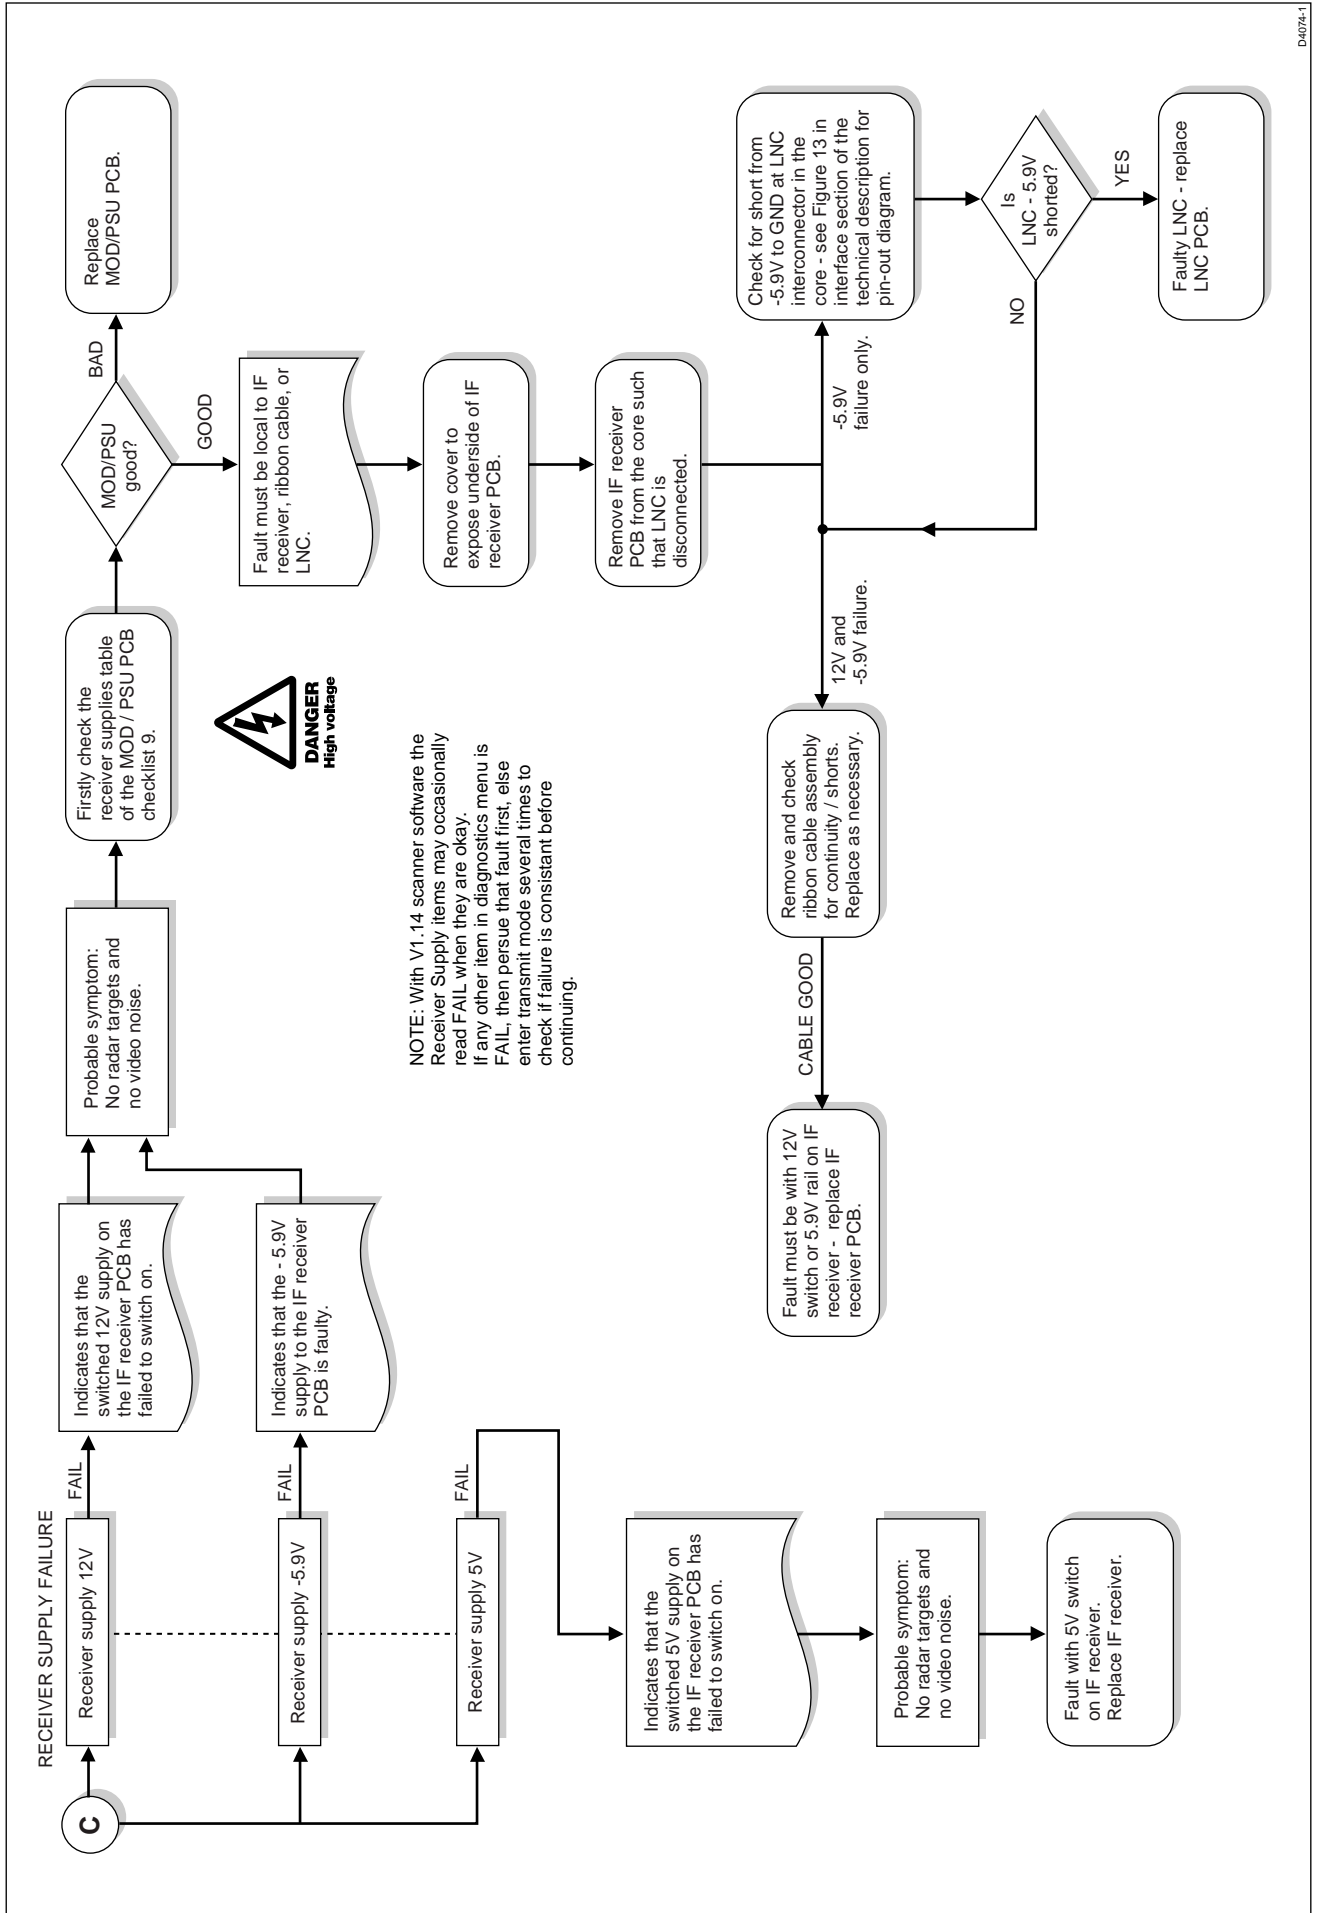 RECEIVER SUPPLY FAILURE
C
Receiver supply 12V
FAIL
Indicates that the
switched 12V supply on
the IF receiver PCB has
failed to switch on.
Receiver supply -5.9V
FAIL
Indicates that the - 5.9V
supply to the IF receiver
PCB is faulty.
Receiver supply 5V
FAIL
Indicates that the
switched 5V supply on
the IF receiver PCB has
failed to switch on.
Probable symptom:
No radar targets and
no video noise.
Fault with 5V switch
on IF receiver.
Replace IF receiver.
Probable symptom:
No radar targets and
no video noise.
Firstly check the
receiver supplies table
of the MOD / PSU PCB
checklist 9.
DANGER
High voltage
MOD/PSU
good?
BAD
Replace
MOD/PSU PCB.
GOOD
Fault must be local to IF
receiver, ribbon cable, or
LNC.
Remove cover to
expose underside of IF
receiver PCB.
Remove IF receiver
PCB from the core such
that LNC is
disconnected.
NOTE: With V1.14 scanner software the
Receiver Supply items may occasionally
read FAIL when they are okay.
If any other item in diagnostics menu is
FAIL, then persue that fault first, else
enter transmit mode several times to
check if failure is consistant before
continuing.
-5.9V
failure only.
Check for short from
-5.9V to GND at LNC
interconnector in the
core - see Figure 13 in
interface section of the
technical description for
pin-out diagram.
Is
LNC - 5.9V
shorted?
YES
Faulty LNC - replace
LNC PCB.
NO
12V and
-5.9V failure.
Remove and check
ribbon cable assembly
for continuity / shorts.
Replace as necessary.
CABLE GOOD
Fault must be with 12V
switch or 5.9V rail on IF
receiver - replace IF
receiver PCB.
D4074-1